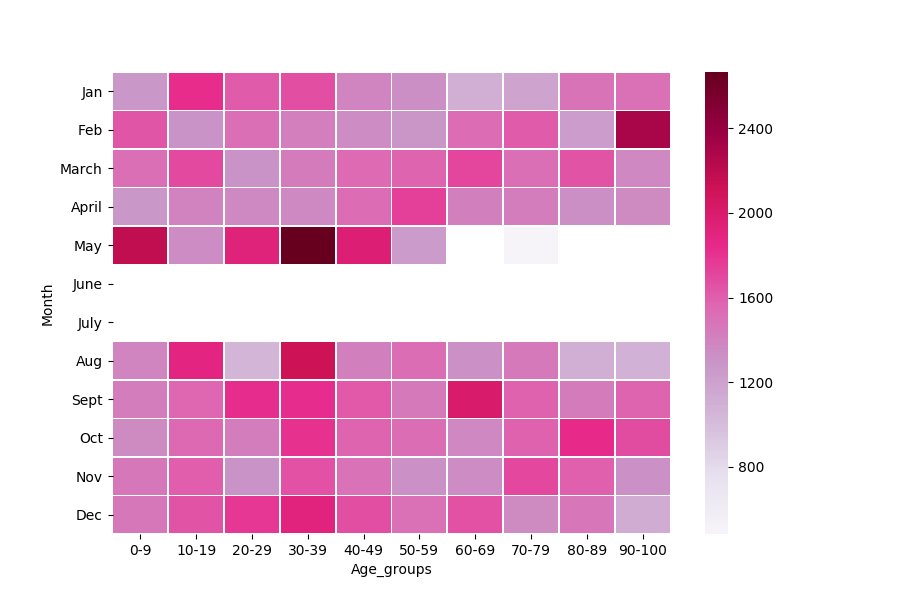 Jan
Feb
March
April
May
June
July
Aug
Sept
Oct
Nov
Dec
Month
0-9 10-19 20-29 30-39 40-49 50-59 60-69 70-79 80-89 90-100
Age_groups
2400
2000
1600
1200
800